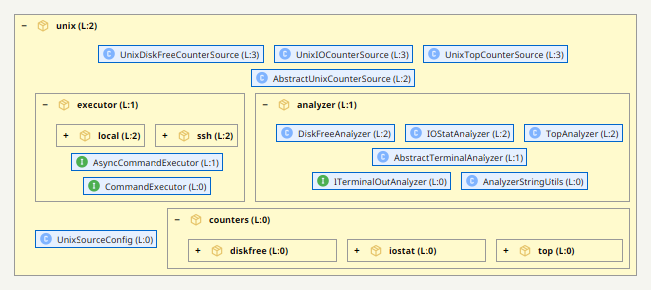 − unix (L:2)
C UnixDiskFreeCounterSource (L:3) C UnixIOCounterSource (L:3) C UnixTopCounterSource (L:3)
C AbstractUnixCounterSource (L:2)
− executor (L:1)
+ local (L:2) + ssh (L:2)
I AsyncCommandExecutor (L:1)
I CommandExecutor (L:0)
− analyzer (L:1)
C DiskFreeAnalyzer (L:2) C IOStatAnalyzer (L:2) C TopAnalyzer (L:2)
C AbstractTerminalAnalyzer (L:1)
I ITerminalOutAnalyzer (L:0) C AnalyzerStringUtils (L:0)
C UnixSourceConfig (L:0)
− counters (L:0)
+ diskfree (L:0) + iostat (L:0) + top (L:0)